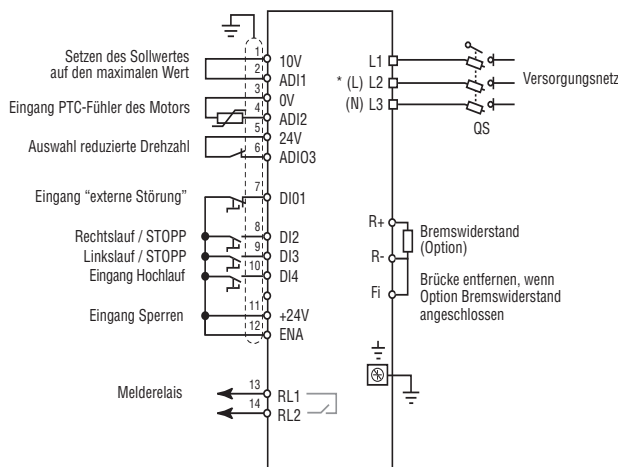 Setzen des Sollwertes
auf den maximalen Wert
Eingang PTC-Fühler des Motors
Auswahl reduzierte Drehzahl
Eingang "externe Störung"
Rechtslauf / STOPP
Linkslauf / STOPP
Eingang Hochlauf
Eingang Sperren
Melderelais
1 10V
2 ADI1
3 0V
4 ADI2
5 24V
6 ADIO3
7 DI01
8 DI2
9 DI3
10 DI4
11 +24V
12 ENA
13 RL1
14 RL2
L1
* (L) L2
(N) L3
QS
Versorgungsnetz
R+
R-
Fi
Bremswiderstand
(Option)
Brücke entfernen, wenn
Option Bremswiderstand
angeschlossen